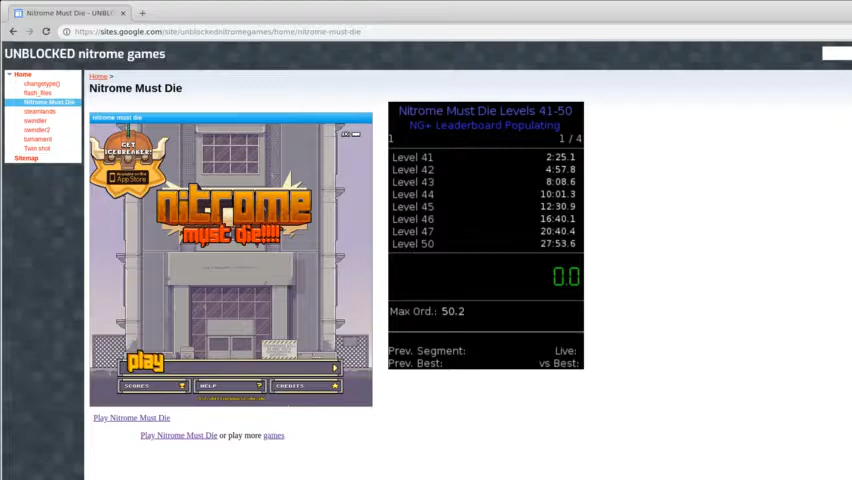 Nitrome Must Die - UNBL
https://sites.google.com/site/unblockednitromegames/home/nitrome-must-die
UNBLOCKED nitrome games
Home
changetype()
flash_files
Nitrome Must Die
steamlands
swindler
swindler2
turnament
Twin shot
Sitemap
Home >
Nitrome Must Die
nitrome must die
GET
ICEBREAKER!
Available on the
App Store
nitrome
must die!!!!
play
SCORES
HELP
CREDITS
Play Nitrome Must Die
Play Nitrome Must Die or play more games
Nitrome Must Die Levels 41-50
NG+ Leaderboard Populating
1 1 / 4
Level 41 2:25.1
Level 42 4:57.8
Level 43 8:08.6
Level 44 10:01.3
Level 45 12:30.9
Level 46 16:40.1
Level 47 20:40.4
Level 50 27:53.6
0.0
Max Ord.: 50.2
Prev. Segment: Live:
Prev. Best: vs Best: